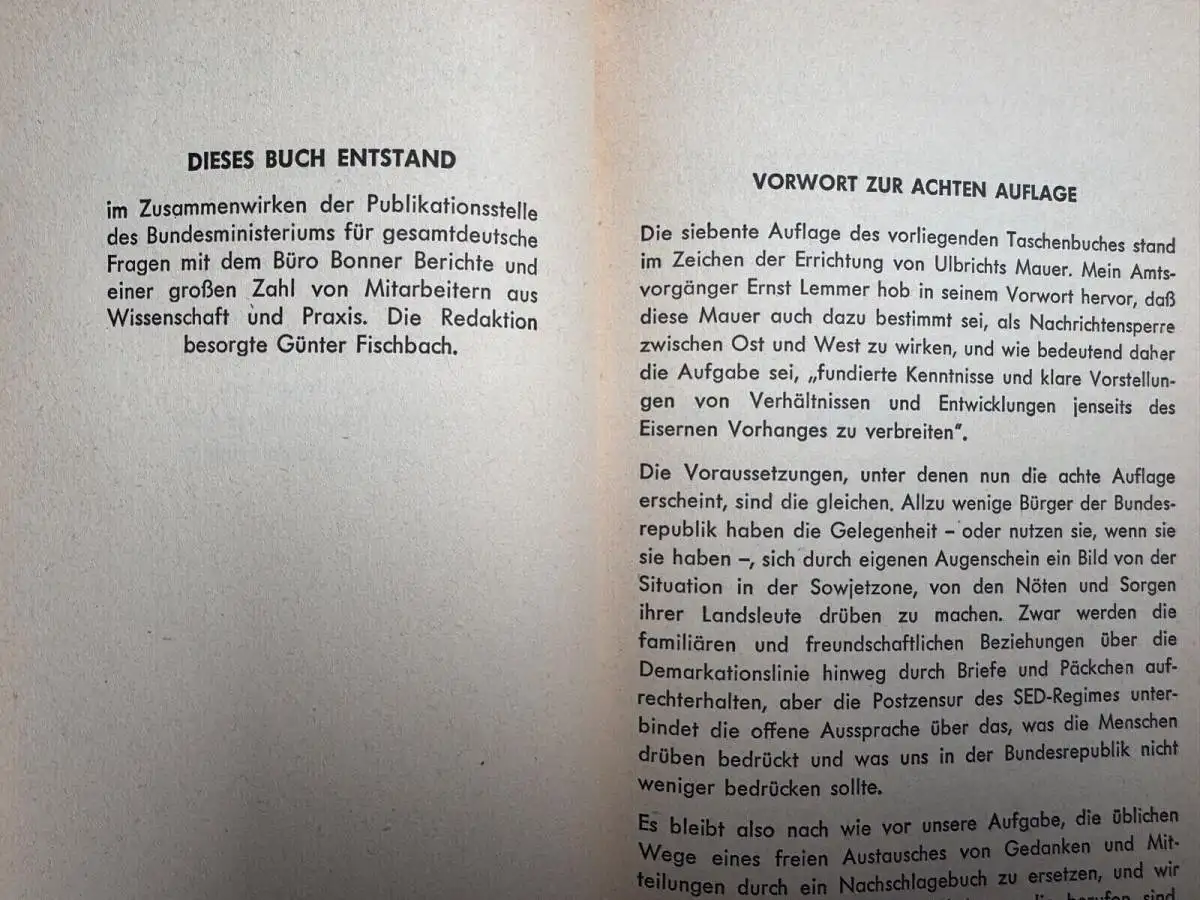 DIESES BUCH ENTSTAND
im Zusammenwirken der Publikationsstelle
des Bundesministeriums für gesamtdeutsche
Fragen mit dem Büro Bonner Berichte und
einer großen Zahl von Mitarbeitern aus
Wissenschaft und Praxis. Die Redaktion
besorgte Günter Fischbach.
VORWORT ZUR ACHTEN AUFLAGE
Die siebente Auflage des vorliegenden Taschenbuches stand
im Zeichen der Errichtung von Ulbrichts Mauer. Mein Amts-
vorgänger Ernst Lemmer hob in seinem Vorwort hervor, daß
diese Mauer auch dazu bestimmt sei, als Nachrichtensperre
zwischen Ost und West zu wirken, und wie bedeutend daher
die Aufgabe sei, „fundierte Kenntnisse und klare Vorstellun-
gen von Verhältnissen und Entwicklungen jenseits des
Eisernen Vorhanges zu verbreiten“.
Die Voraussetzungen, unter denen nun die achte Auflage
erscheint, sind die gleichen. Allzu wenige Bürger der Bundes-
republik haben die Gelegenheit – oder nutzen sie, wenn sie
sie haben –, sich durch eigenen Augenschein ein Bild von der
Situation in der Sowjetzone, von den Nöten und Sorgen
ihrer Landsleute drüben zu machen. Zwar werden die
familiären und freundschaftlichen Beziehungen über die
Demarkationslinie hinweg durch Briefe und Päckchen auf-
rechterhalten, aber die Postzensur des SED-Regimes unter-
bindet die offene Aussprache über das, was die Menschen
drüben bedrückt und was uns in der Bundesrepublik nicht
weniger bedrücken sollte.
Es bleibt also nach wie vor unsere Aufgabe, die üblichen
Wege eines freien Austausches von Gedanken und Mit-
teilungen durch ein Nachschlagebuch zu ersetzen, und wir
die berufen sind